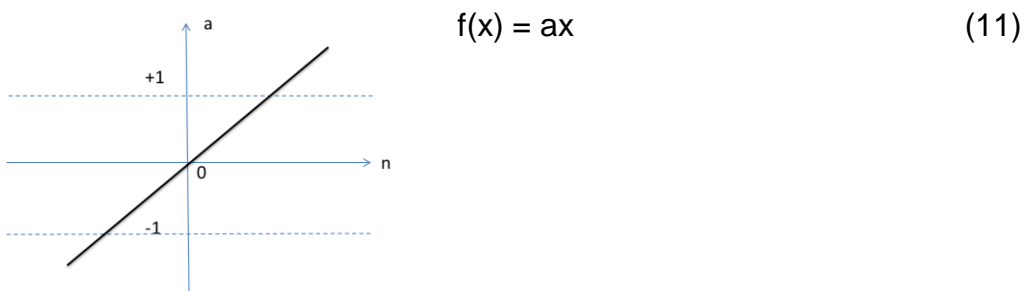 a
f(x) = ax (11)
+1
n
0
-1